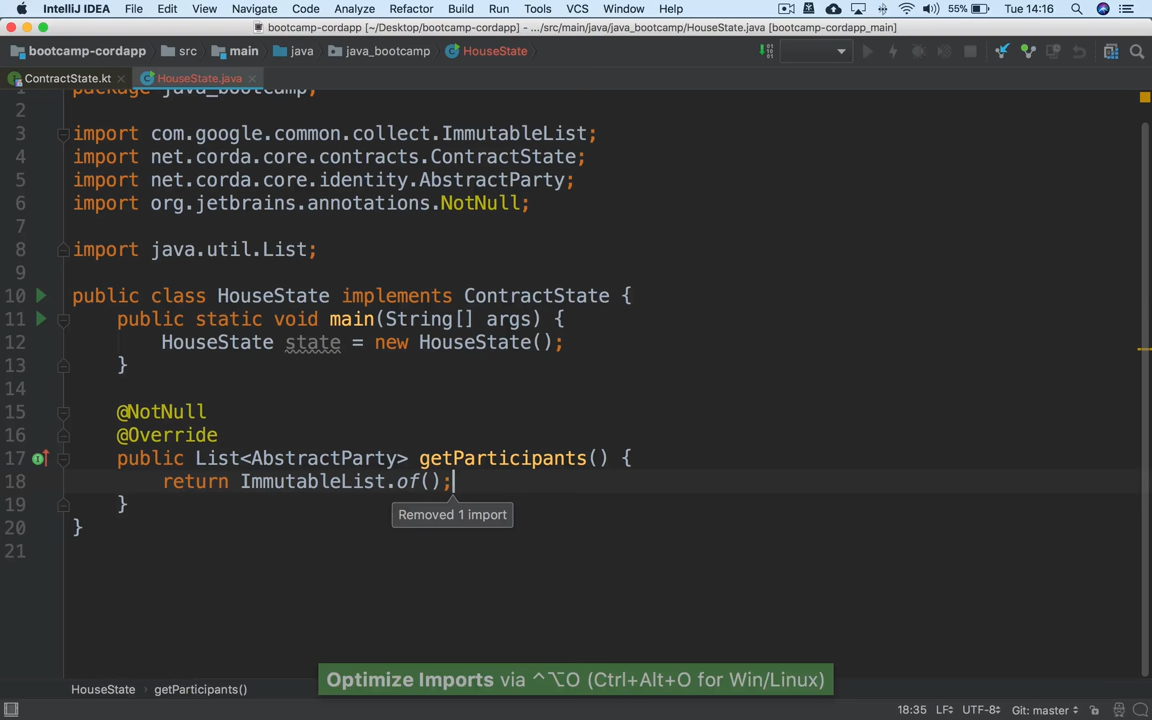 IntelliJ IDEA File Edit View Navigate Code Analyze Refactor Build Run Tools VCS Window Help 55% Tue 14:16
bootcamp-cordapp [~/Desktop/bootcamp-cordapp] - .../src/main/java/java_bootcamp/HouseState.java [bootcamp-cordapp_main]
bootcamp-cordapp src main java java_bootcamp HouseState
ContractState.kt HouseState.java
1 package java_bootcamp;
2
3 import com.google.common.collect.ImmutableList;
4 import net.corda.core.contracts.ContractState;
5 import net.corda.core.identity.AbstractParty;
6 import org.jetbrains.annotations.NotNull;
7
8 import java.util.List;
9
10 public class HouseState implements ContractState {
11 public static void main(String[] args) {
12 HouseState state = new HouseState();
13 }
14
15 @NotNull
16 @Override
17 public List<AbstractParty> getParticipants() {
18 return ImmutableList.of();
19 }
Removed 1 import
20 }
21
Optimize Imports via ⌃⌥O (Ctrl+Alt+O for Win/Linux)
HouseState getParticipants()
18:35 LF UTF-8 Git: master